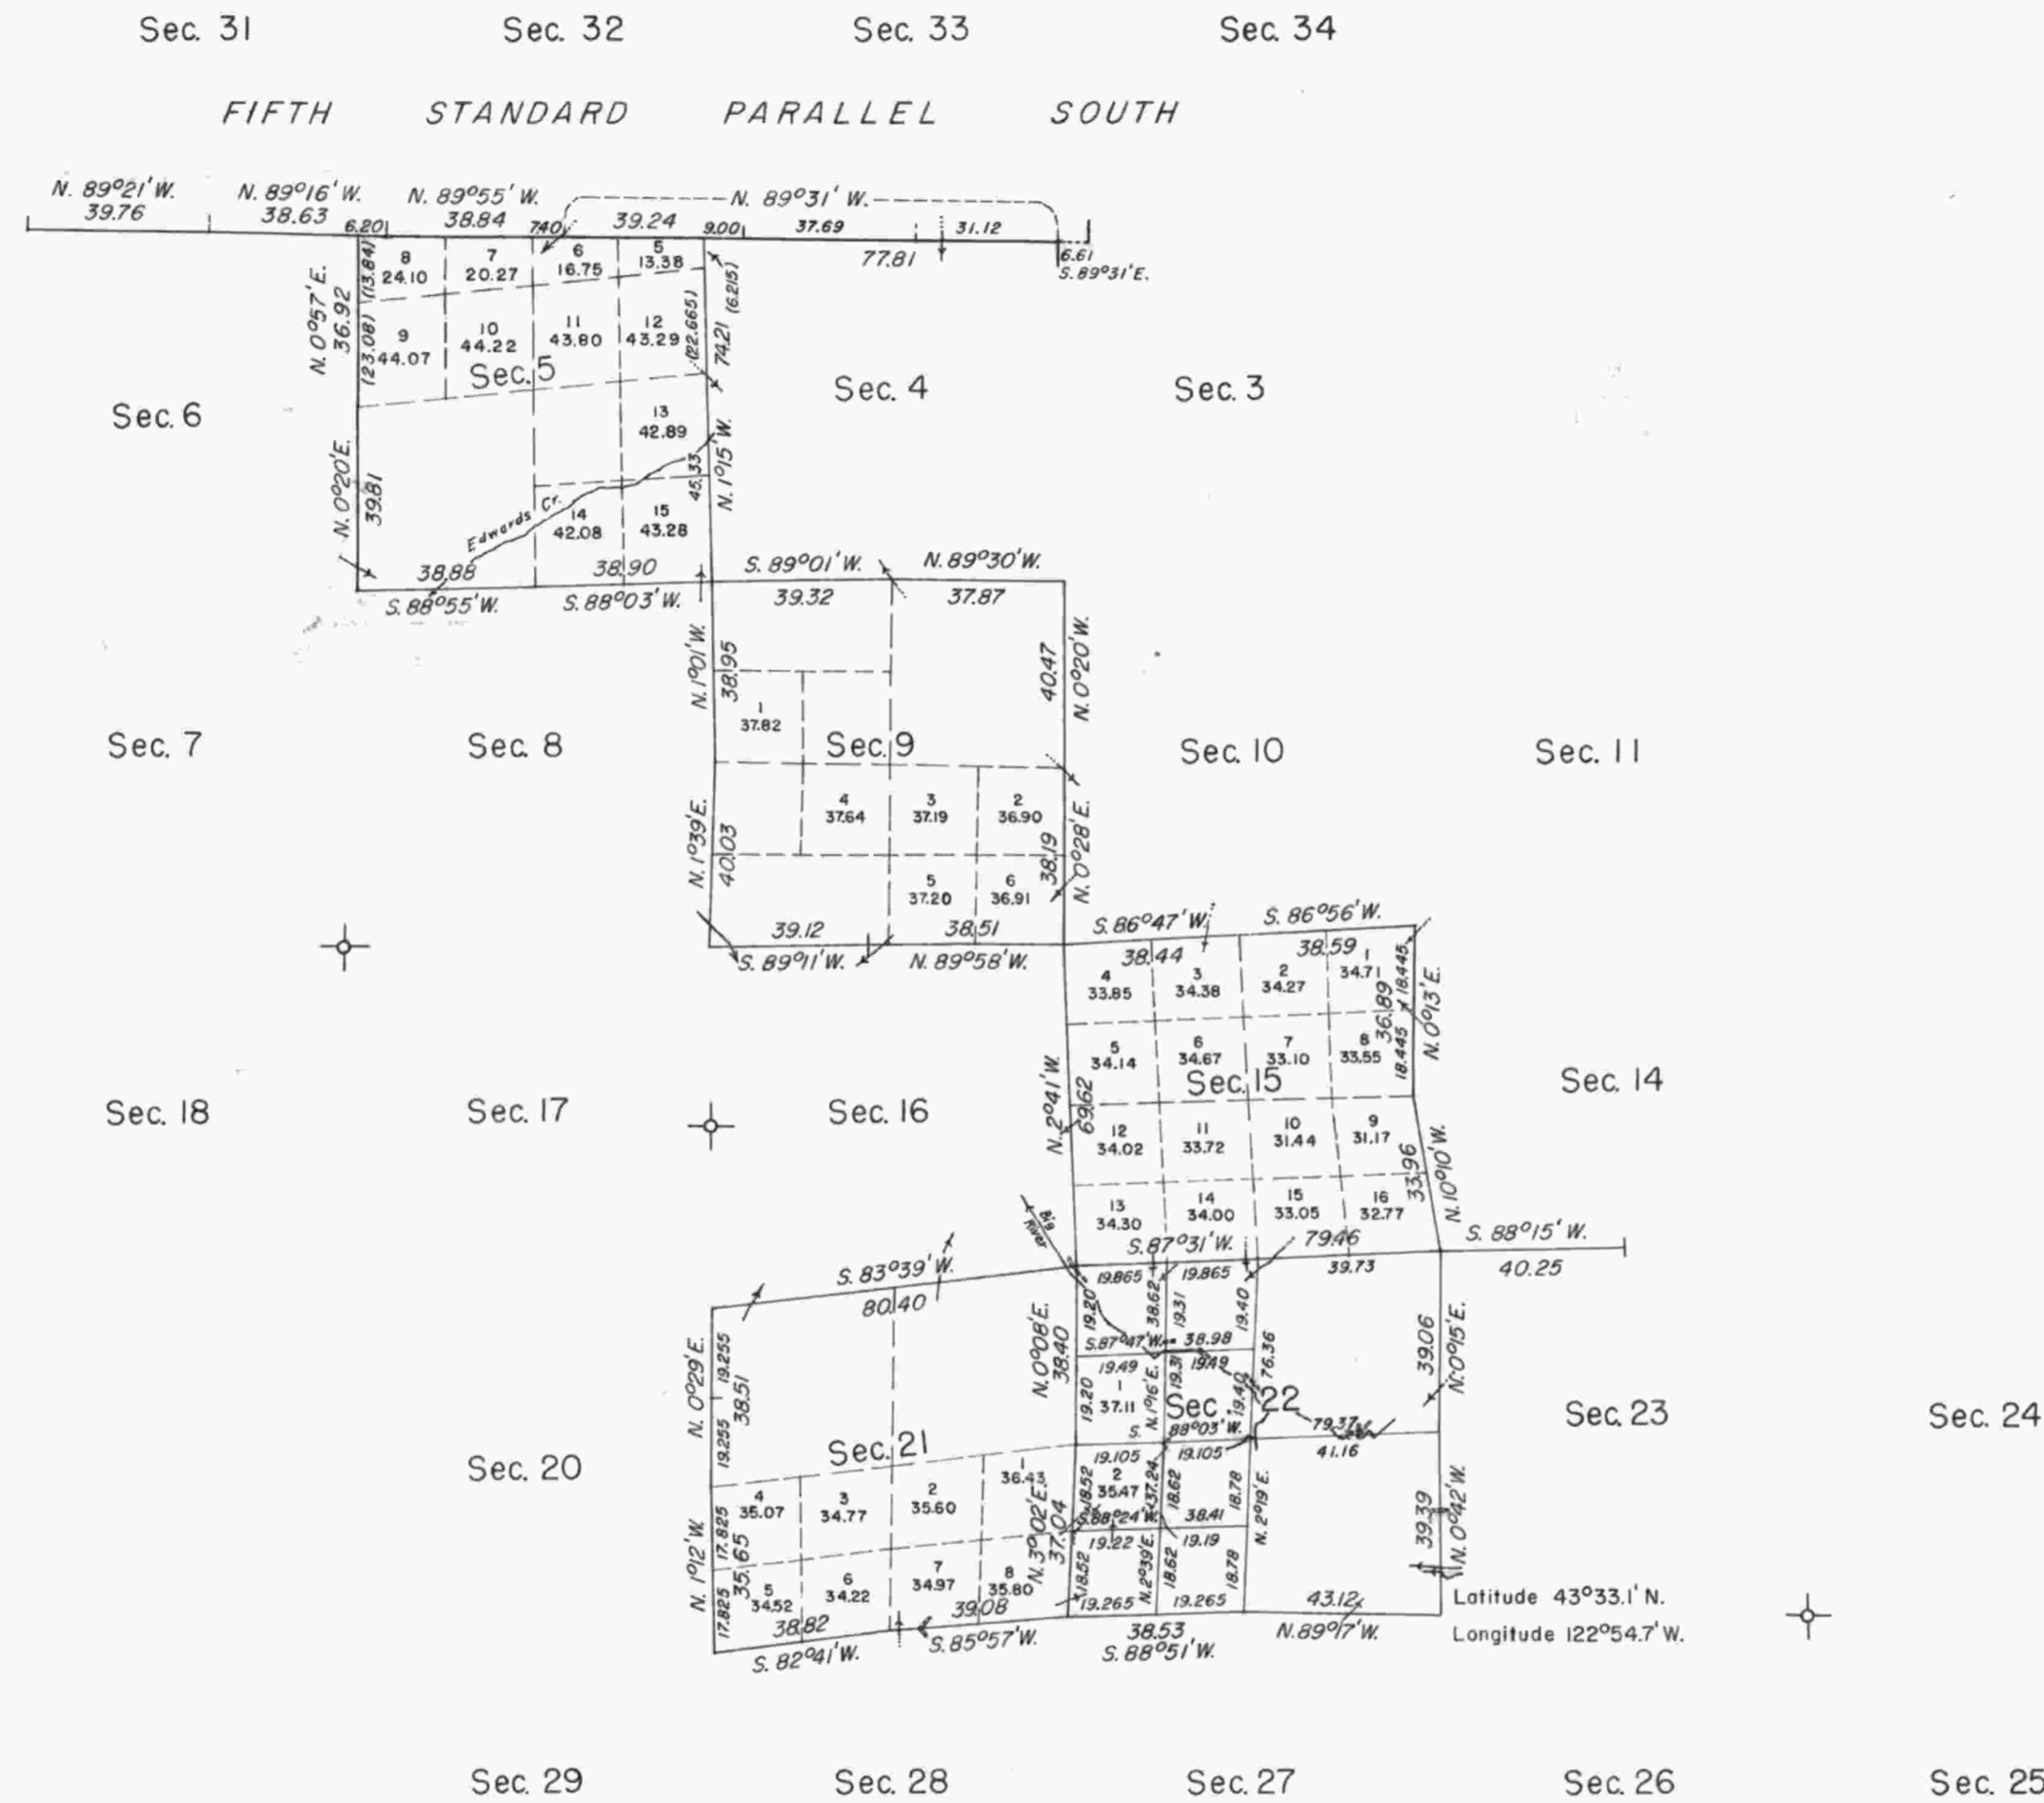 Sec. 31 Sec. 32 Sec. 33 Sec. 34
FIFTH STANDARD PARALLEL SOUTH
N. 89°21' W. N. 89°16' W. N. 89°55' W. N. 89°31' W.
39.76 38.63 6.20 38.84 7.40 39.24 9.00 37.69 31.12
77.81 6.61
S. 89°31' E.
N. 0°57' E.
36.92
(13.84)
(23.08)
8
24.10
7
20.27
6
16.75
5
13.38
(6.215)
74.21
(22.665)
9
44.07
10
44.22
11
43.80
12
43.29
Sec. 5
Sec. 6
Sec. 4
Sec. 3
13
42.89
N. 0°20' E.
39.81
45.33
N. 1°15' W.
Edwards Cr.
14
42.08
15
43.28
38.88 38.90
S. 88°55' W. S. 88°03' W.
S. 89°01' W. N. 89°30' W.
39.32 37.87
N. 1°01' W.
38.95
40.47
N. 0°20' W.
1
37.82
Sec. 7 Sec. 8 Sec. 9 Sec. 10 Sec. 11
N. 1°39' E.
40.03
4
37.64
3
37.19
2
36.90
38.19
N. 0°28' E.
5
37.20
6
36.91
39.12 38.51
S. 89°11' W. N. 89°58' W.
S. 86°47' W. S. 86°56' W.
38.44 38.59
4
33.85
3
34.38
2
34.27
1
34.71
18.445
36.89
18.445
N. 0°13' E.
5
34.14
6
34.67
7
33.10
8
33.55
N. 2°41' W.
69.62
Sec. 15
Sec. 14
Sec. 18 Sec. 17 Sec. 16
12
34.02
11
33.72
10
31.44
9
31.17
33.96
N. 10°10' W.
13
34.30
14
34.00
15
33.05
16
32.77
Big
River
S. 87°31' W. 79.46
S. 88°15' W.
40.25
19.865 19.865 39.73
S. 83°39' W.
80.40
N. 0°29' E.
19.255
38.51
19.255
N. 0°08' E.
38.40
19.20
38.62
19.31
19.40
S. 87°47' W. 38.98
19.49 19.49
76.36
39.06
N. 0°15' E.
19.20
1
37.11
N. 1°16' E.
19.31
19.40
Sec. 22
S. 88°03' W. 79.37
19.105 19.105 41.16
Sec. 20 Sec. 21 Sec. 23 Sec. 24
4
35.07
3
34.77
2
35.60
1
36.43
N. 3°02' E.
37.04
18.52
2
35.47
37.24
18.62
18.78
N. 2°19' E.
39.39
N. 0°42' W.
S. 88°24' W. 38.41
19.22 19.19
N. 1°12' W.
17.825
35.65
17.825
5
34.52
6
34.22
7
34.97
8
35.80
18.52
N. 2°39' E.
18.62
18.78
19.265 19.265 43.12
38.82 39.08
S. 82°41' W. S. 85°57' W.
38.53
S. 88°51' W.
N. 89°17' W.
Latitude 43°33.1' N.
Longitude 122°54.7' W.
Sec. 29 Sec. 28 Sec. 27 Sec. 26 Sec. 25